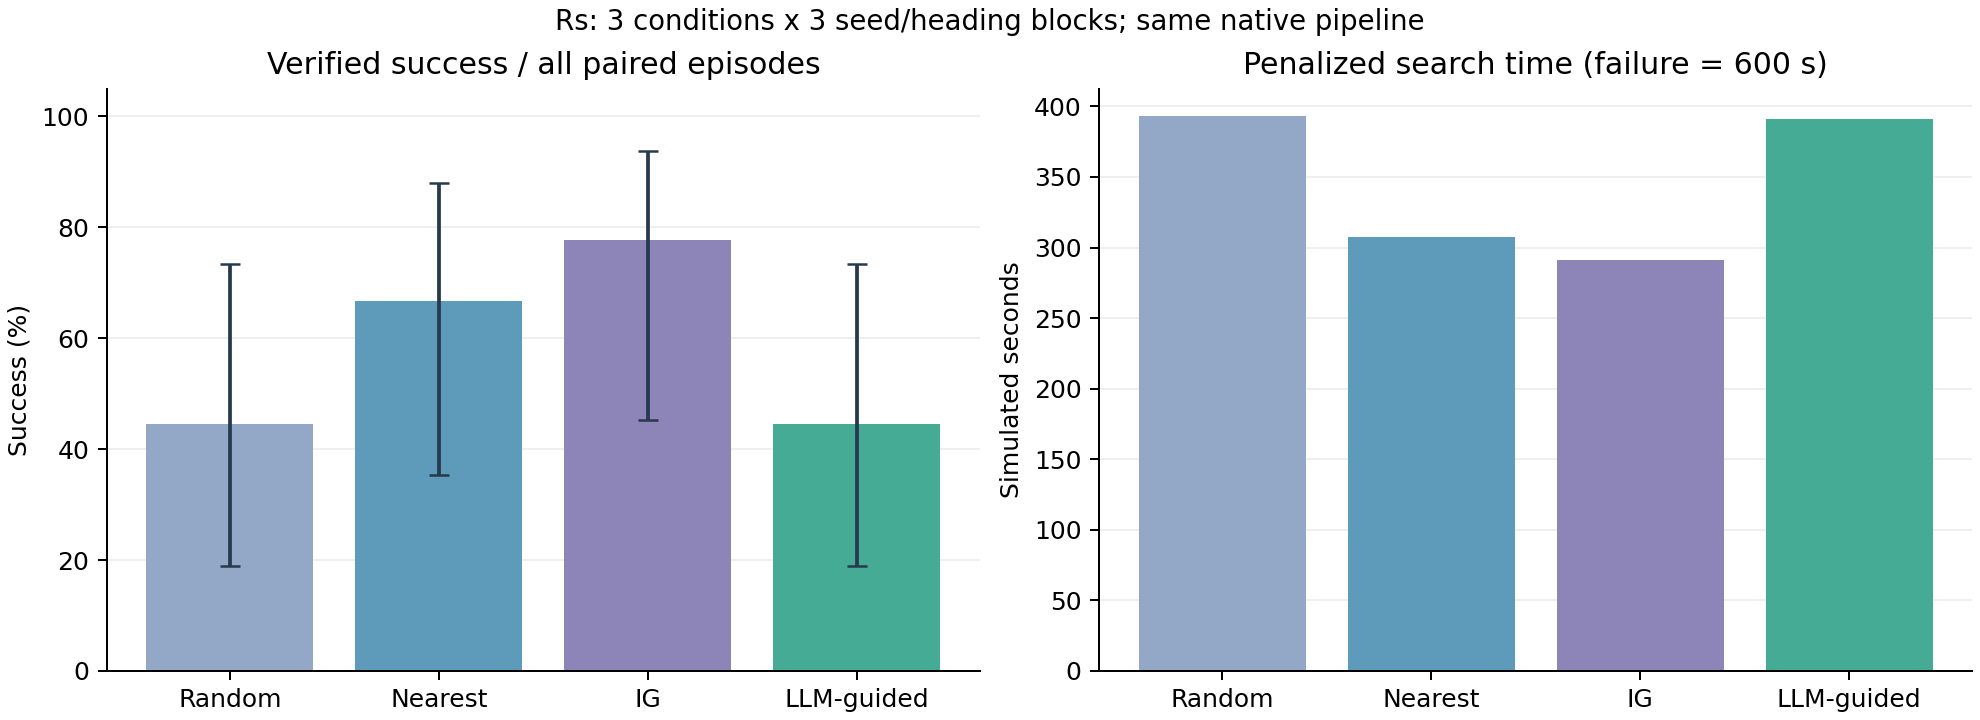 Rs: 3 conditions x 3 seed/heading blocks; same native pipeline
Verified success / all paired episodes
Success (%)
100
80
60
40
20
0
Random Nearest IG LLM-guided
Penalized search time (failure = 600 s)
Simulated seconds
400
350
300
250
200
150
100
50
0
Random Nearest IG LLM-guided